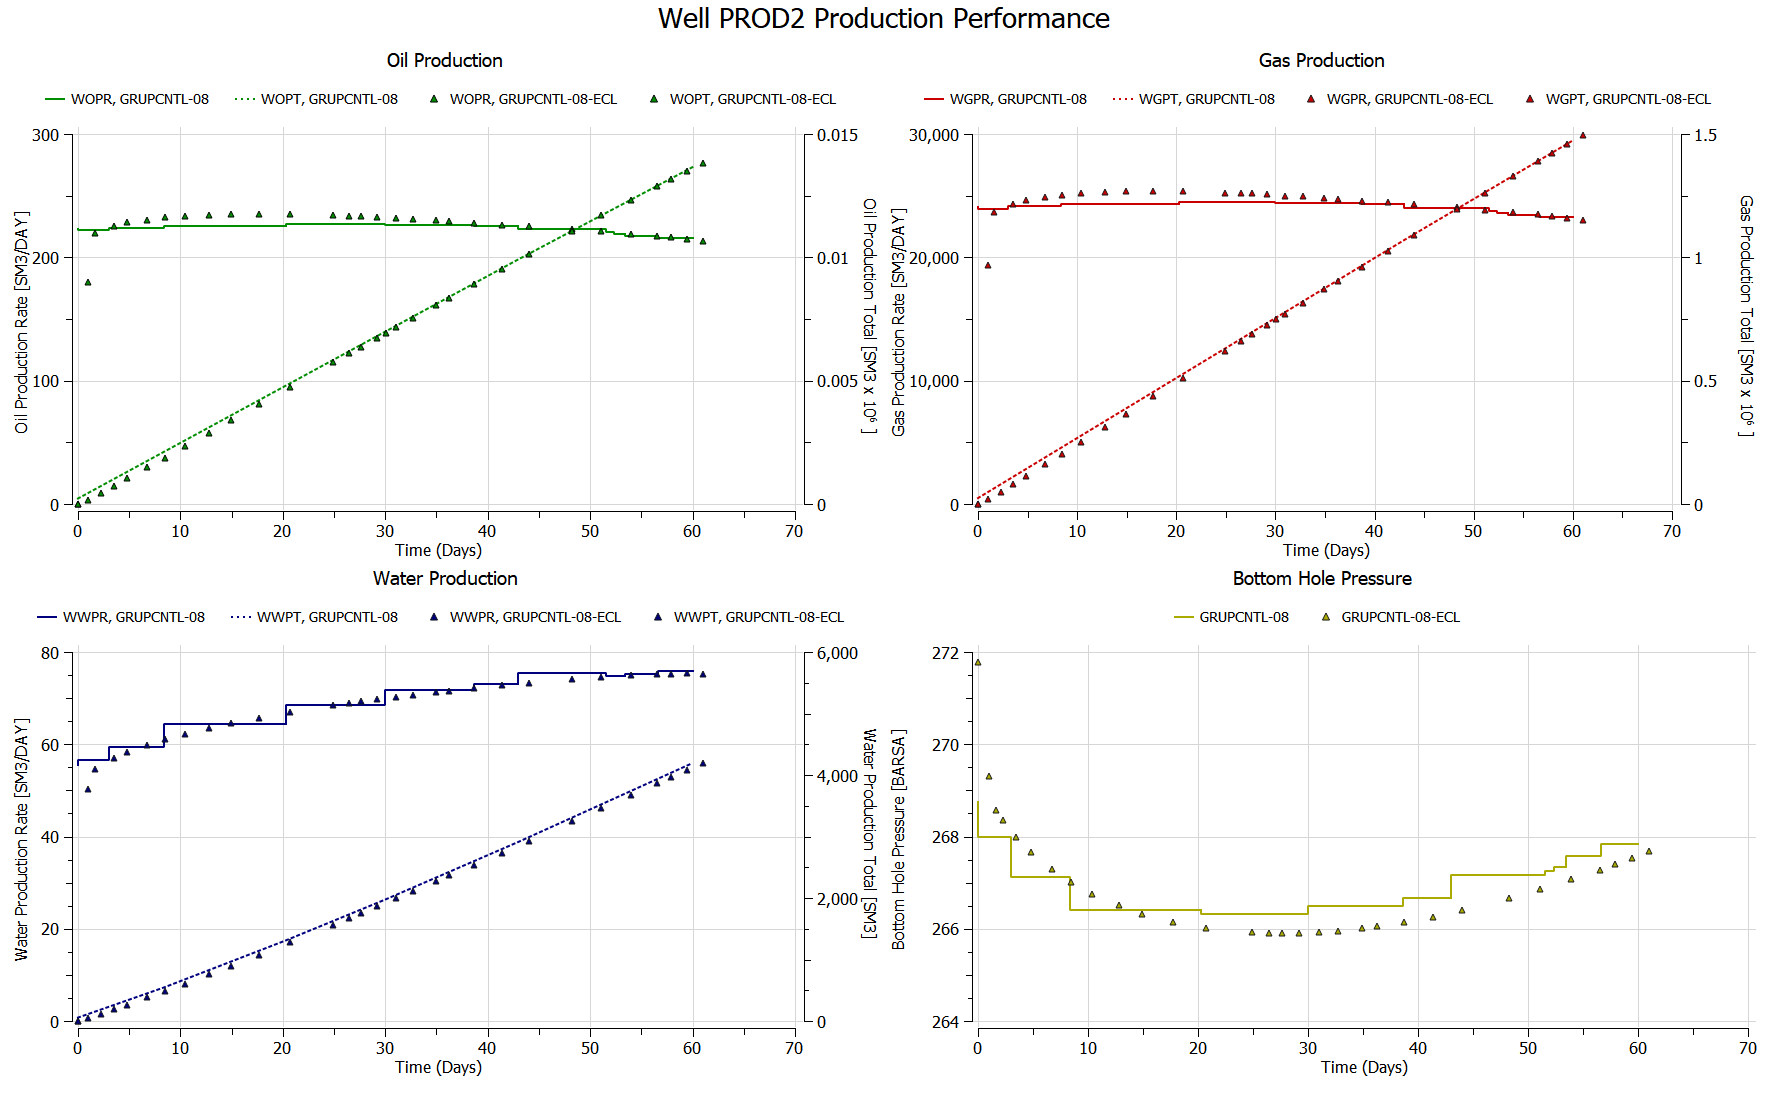 Well PROD2 Production Performance
Oil Production
WOPR, GRUPCNTL-08 WOPT, GRUPCNTL-08 WOPR, GRUPCNTL-08-ECL WOPT, GRUPCNTL-08-ECL
300
200
100
0
Oil Production Rate [SM3/DAY]
0.015
0.01
0.005
0
Oil Production Total [SM3 x 10⁶ ]
0 10 20 30 40 50 60 70
Time (Days)
Gas Production
WGPR, GRUPCNTL-08 WGPT, GRUPCNTL-08 WGPR, GRUPCNTL-08-ECL WGPT, GRUPCNTL-08-ECL
30,000
20,000
10,000
0
Gas Production Rate [SM3/DAY]
1.5
1
0.5
0
Gas Production Total [SM3 x 10⁶ ]
0 10 20 30 40 50 60 70
Time (Days)
Water Production
WWPR, GRUPCNTL-08 WWPT, GRUPCNTL-08 WWPR, GRUPCNTL-08-ECL WWPT, GRUPCNTL-08-ECL
80
60
40
20
0
Water Production Rate [SM3/DAY]
6,000
4,000
2,000
0
Water Production Total [SM3]
0 10 20 30 40 50 60 70
Time (Days)
Bottom Hole Pressure
GRUPCNTL-08 GRUPCNTL-08-ECL
272
270
268
266
264
Bottom Hole Pressure [BARSA]
0 10 20 30 40 50 60 70
Time (Days)